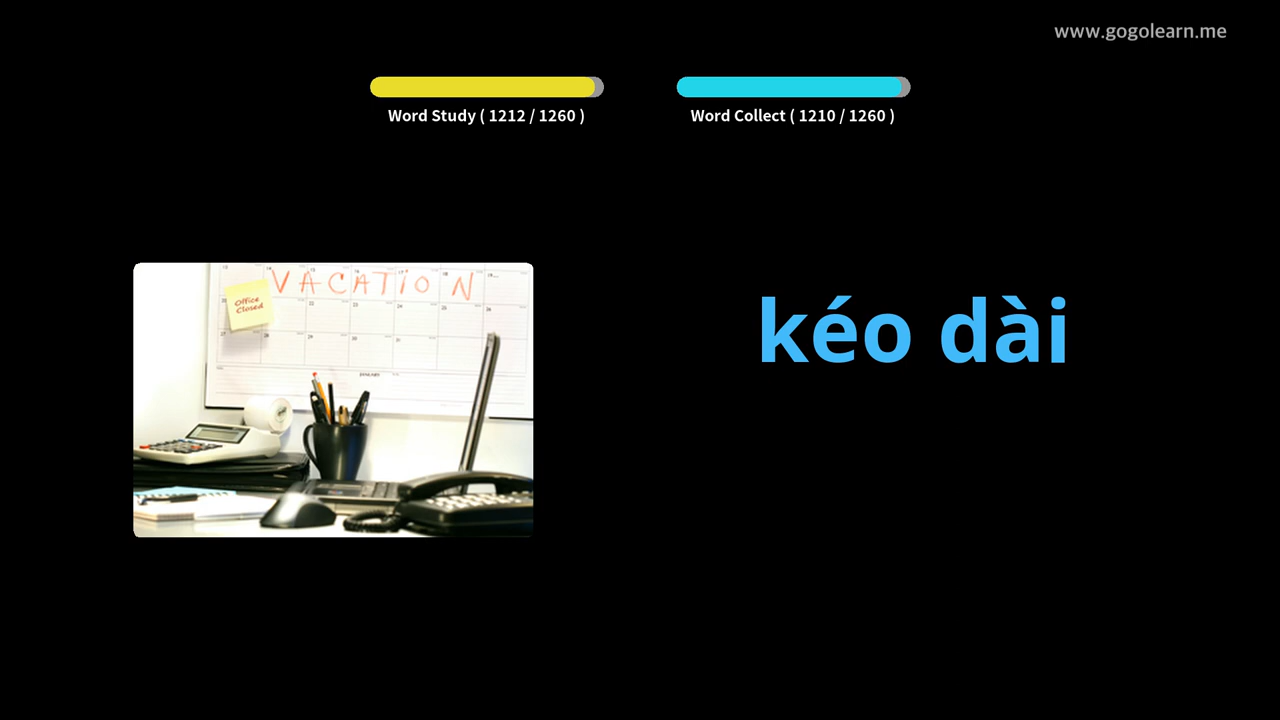 www.gogolearn.me
Word Study ( 1212 / 1260 )
Word Collect ( 1210 / 1260 )
VACATION
Office
Closed
kéo dài